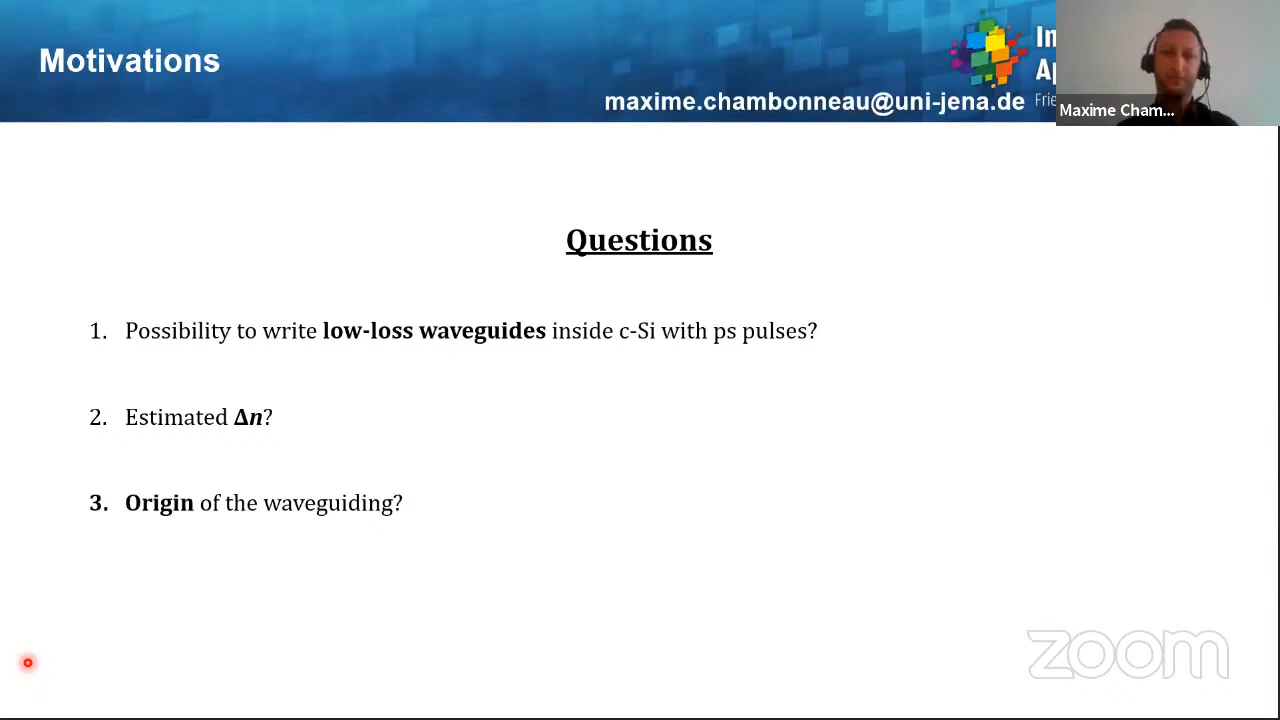 Motivations
maxime.chambonneau@uni-jena.de
Maxime Cham...
Questions
1. Possibility to write low-loss waveguides inside c-Si with ps pulses?
2. Estimated Δn?
3. Origin of the waveguiding?
zoom